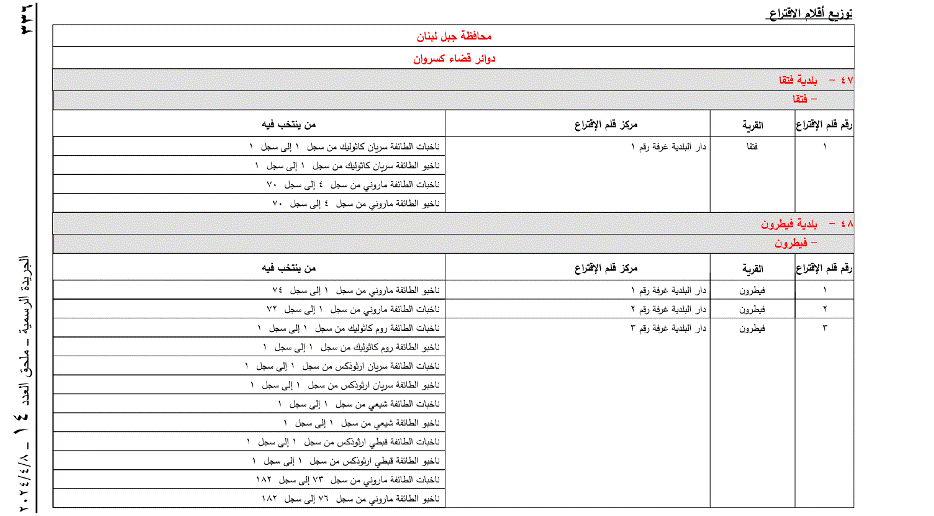 توزيع أقلام الاقتراع
٣٣٦
محافظة جبل لبنان
دوائر قضاء كسروان
٤٧ - بلدية فتقا
- فتقا
رقم قلم الإقتراع القرية مركز قلم الإقتراع من ينتخب فيه
١ فتقا دار البلدية غرفة رقم ١ ناخبات الطائفة سريان كاثوليك من سجل ١ إلى سجل ١
ناخبو الطائفة سريان كاثوليك من سجل ١ إلى سجل ١
ناخبات الطائفة ماروني من سجل ٤ إلى سجل ٧٠
ناخبو الطائفة ماروني من سجل ٤ إلى سجل ٧٠
٤٨ - بلدية فيطرون
- فيطرون
رقم قلم الإقتراع القرية مركز قلم الإقتراع من ينتخب فيه
١ فيطرون دار البلدية غرفة رقم ١ ناخبو الطائفة ماروني من سجل ١ إلى سجل ٧٤
٢ فيطرون دار البلدية غرفة رقم ٢ ناخبات الطائفة ماروني من سجل ١ إلى سجل ٧٢
٣ فيطرون دار البلدية غرفة رقم ٣ ناخبات الطائفة روم كاثوليك من سجل ١ إلى سجل ١
ناخبو الطائفة روم كاثوليك من سجل ١ إلى سجل ١
ناخبات الطائفة سريان ارثوذكس من سجل ١ إلى سجل ١
ناخبو الطائفة سريان ارثوذكس من سجل ١ إلى سجل ١
ناخبات الطائفة شيعي من سجل ١ إلى سجل ١
ناخبو الطائفة شيعي من سجل ١ إلى سجل ١
ناخبات الطائفة قبطي ارثوذكس من سجل ١ إلى سجل ١
ناخبو الطائفة قبطي ارثوذكس من سجل ١ إلى سجل ١
ناخبات الطائفة ماروني من سجل ٧٣ إلى سجل ١٨٢
ناخبو الطائفة ماروني من سجل ٧٦ إلى سجل ١٨٢
الجريدة الرسمية - ملحق العدد ١٤ - ٢٠٢٤/٤/٨